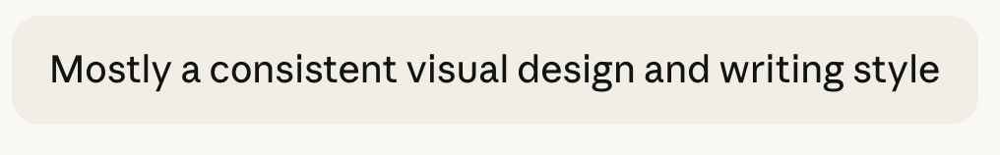 Mostly a consistent visual design and writing style